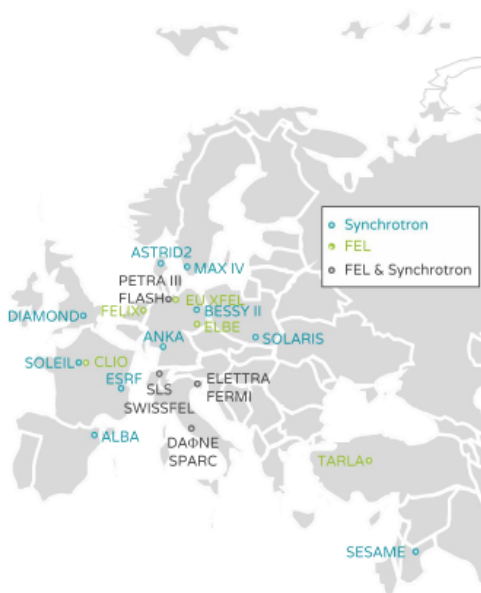 Synchrotron
FEL
FEL & Synchrotron
ASTRID2
MAX IV
PETRA III
FLASH
EU XFEL
FELIX
BESSY II
DIAMOND
ELBE
ANKA
SOLARIS
SOLEIL
CLIO
ESRF
SLS
SWISSFEL
ELETTRA
FERMI
ALBA
DAΦNE
SPARC
TARLA
SESAME